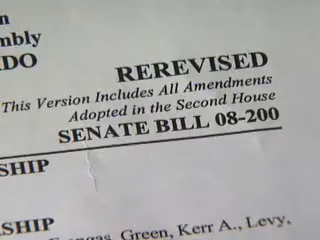 n
mbly
DO
REREVISED
This Version Includes All Amendments
Adopted in the Second House
SENATE BILL 08-200
SHIP
SHIP
Green, Kerr A., Levy,